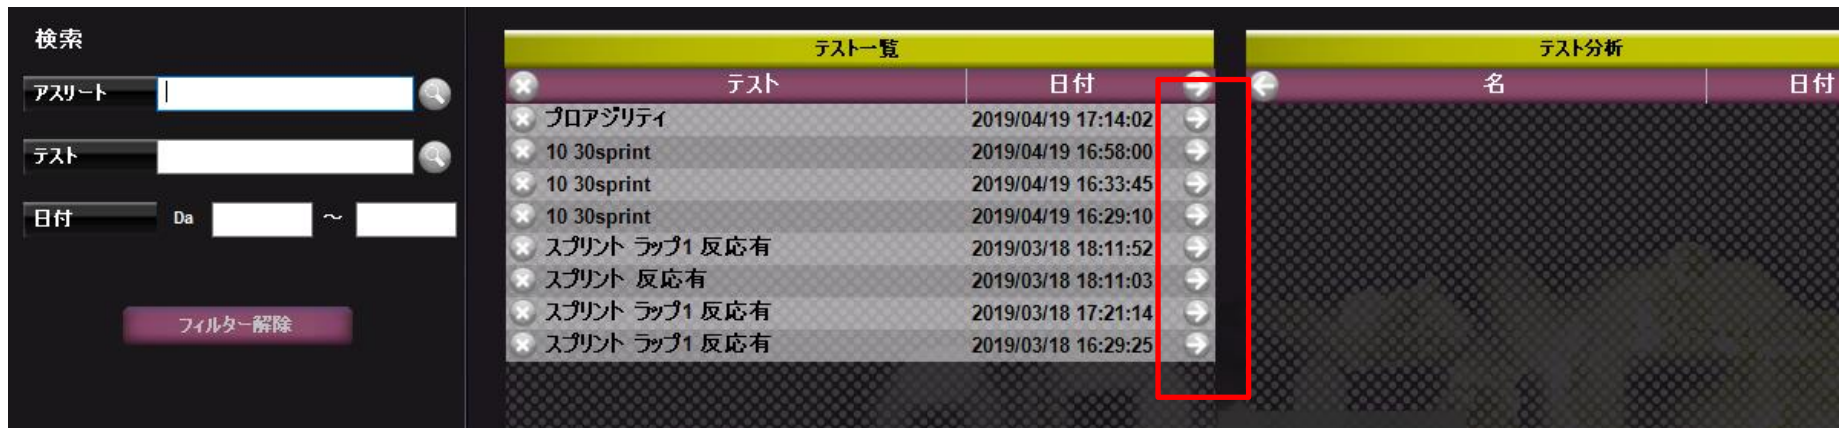 検索
アスリート
テスト
日付 Da ～
フィルター解除
テスト一覧
テスト 日付
プロアジリティ 2019/04/19 17:14:02
10 30sprint 2019/04/19 16:58:00
10 30sprint 2019/04/19 16:33:45
10 30sprint 2019/04/19 16:29:10
スプリント ラップ1 反応有 2019/03/18 18:11:52
スプリント 反応有 2019/03/18 18:11:03
スプリント ラップ1 反応有 2019/03/18 17:21:14
スプリント ラップ1 反応有 2019/03/18 16:29:25
テスト分析
名 日付